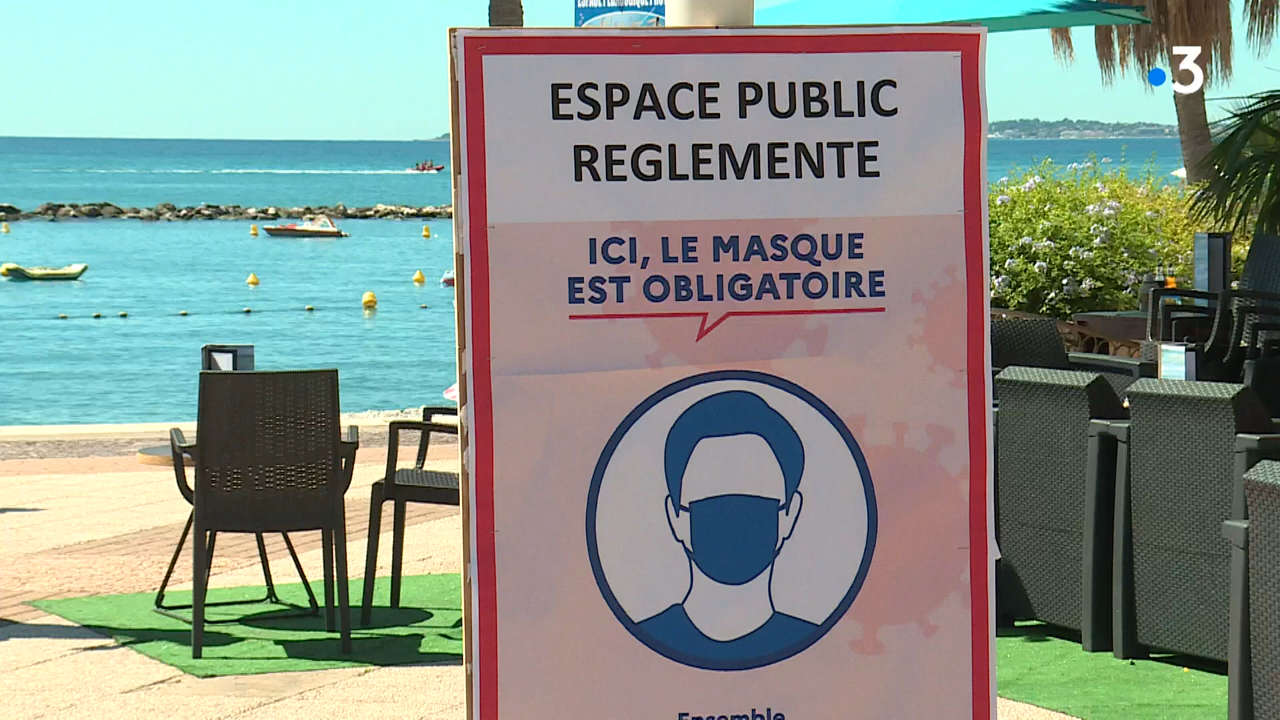 3
ESPACE PUBLIC
REGLEMENTE
ICI, LE MASQUE
EST OBLIGATOIRE
Ensemble